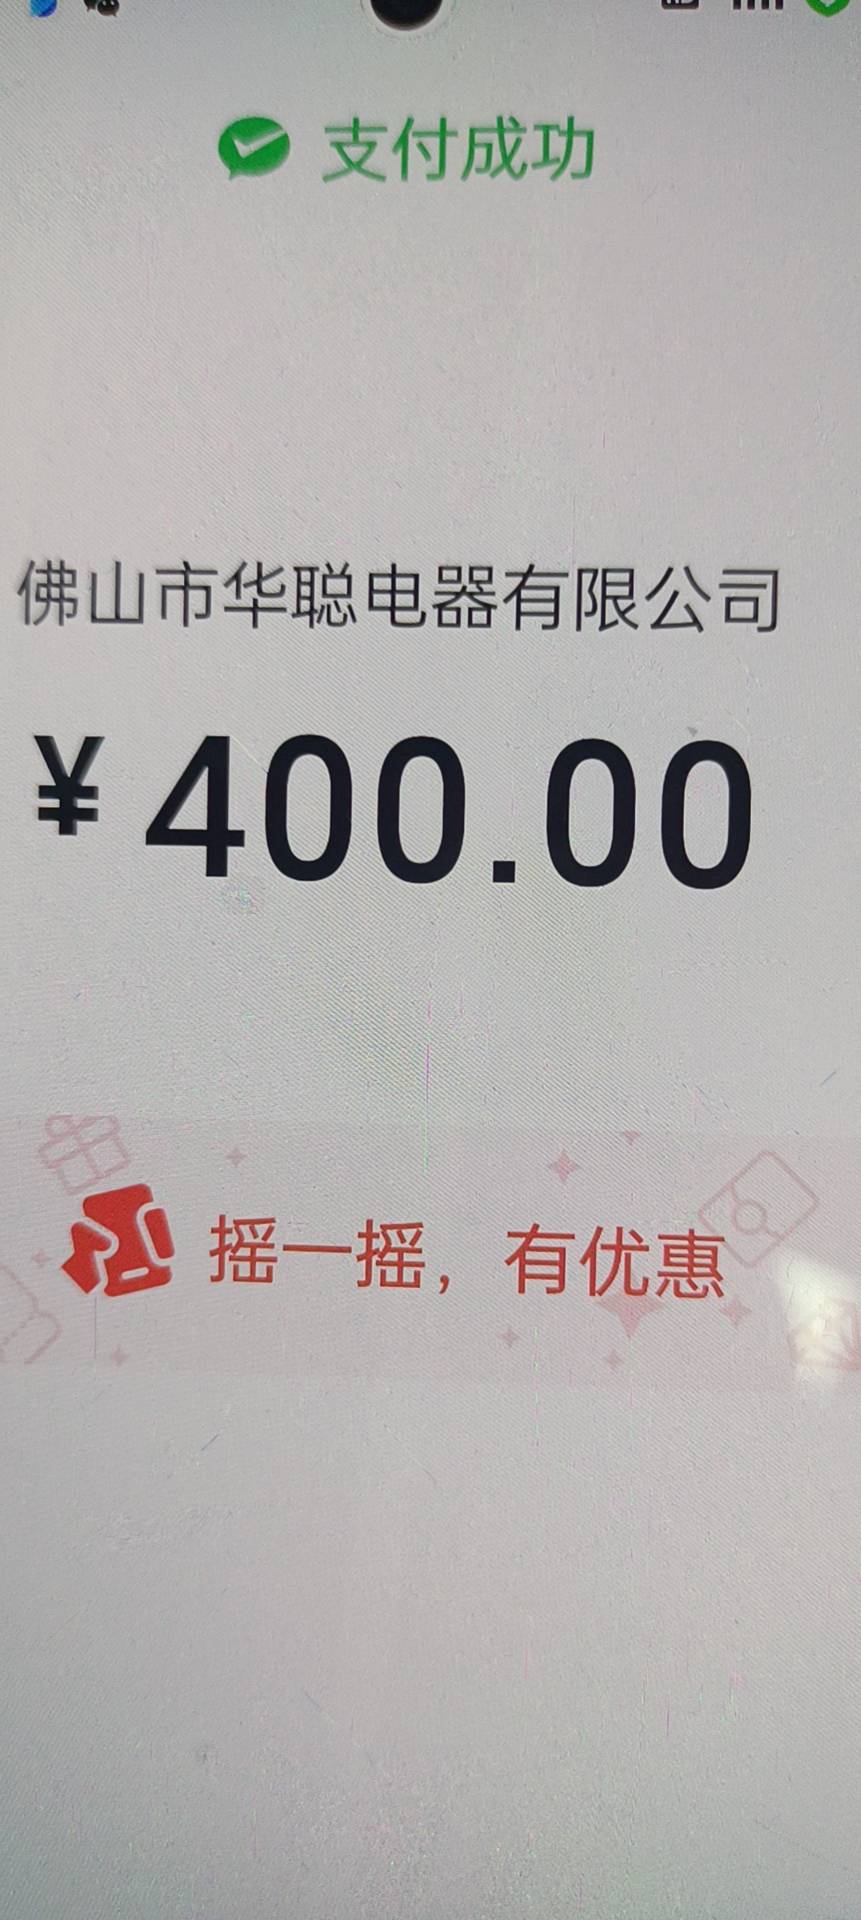 支付成功
佛山市华聪电器有限公司
¥400.00
摇一摇，有优惠